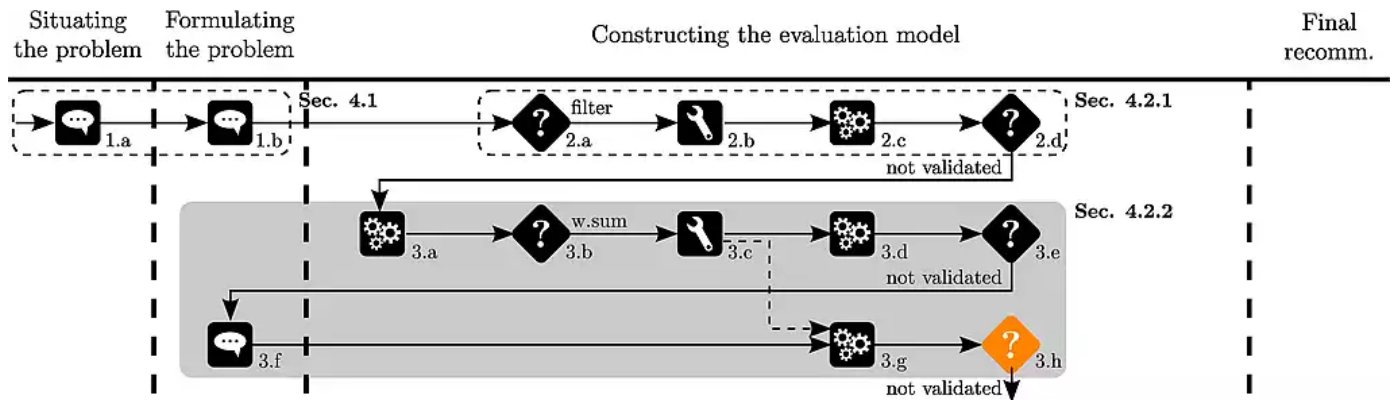 Situating
the problem
Formulating
the problem
Constructing the evaluation model
Final
recomm.
Sec. 4.1
Sec. 4.2.1
filter
?
?
1.a
1.b
2.a
2.b
2.c
2.d
not validated
Sec. 4.2.2
w.sum
?
?
3.a
3.b
3.c
3.d
3.e
not validated
?
3.f
3.g
3.h
not validated